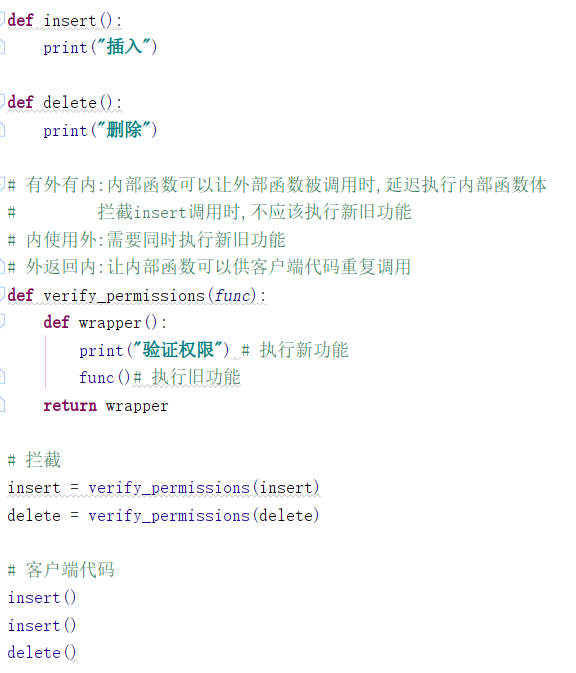 def insert():
    print("插入")
def delete():
    print("删除")
# 有外有内:内部函数可以让外部函数被调用时,延迟执行内部函数体
#         拦截insert调用时,不应该执行新旧功能
# 内使用外:需要同时执行新旧功能
# 外返回内:让内部函数可以供客户端代码重复调用
def verify_permissions(func):
    def wrapper():
        print("验证权限") # 执行新功能
        func()# 执行旧功能
    return wrapper
# 拦截
insert = verify_permissions(insert)
delete = verify_permissions(delete)
# 客户端代码
insert()
insert()
delete()